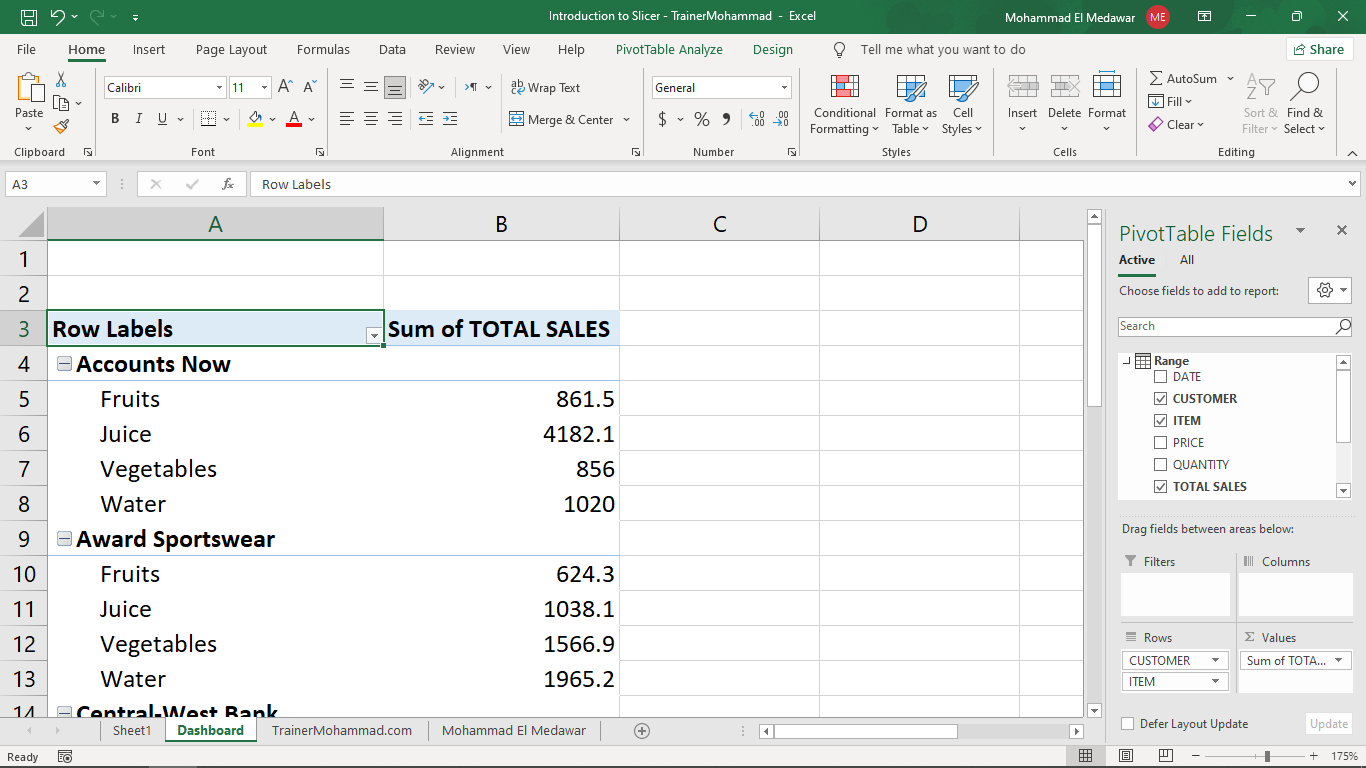 Introduction to Slicer - TrainerMohammad - Excel
Mohammad El Medawar ME
File Home Insert Page Layout Formulas Data Review View Help PivotTable Analyze Design Tell me what you want to do Share
Paste
Calibri 11
B I U A
ab Wrap Text
Merge & Center
General
$ % 9
Conditional Formatting
Format as Table
Cell Styles
Insert Delete Format
AutoSum
Fill
Clear
Sort & Filter
Find & Select
Clipboard Font Alignment Number Styles Cells Editing
A3 fx Row Labels
A B C D
1
2
3 Row Labels Sum of TOTAL SALES
4 Accounts Now
5 Fruits 861.5
6 Juice 4182.1
7 Vegetables 856
8 Water 1020
9 Award Sportswear
10 Fruits 624.3
11 Juice 1038.1
12 Vegetables 1566.9
13 Water 1965.2
14 Central-West Bank
PivotTable Fields
Active All
Choose fields to add to report:
Search
Range
DATE
CUSTOMER
ITEM
PRICE
QUANTITY
TOTAL SALES
Drag fields between areas below:
Filters Columns
Rows Σ Values
CUSTOMER Sum of TOTA...
ITEM
Defer Layout Update Update
Sheet1 Dashboard TrainerMohammad.com Mohammad El Medawar
Ready 175%